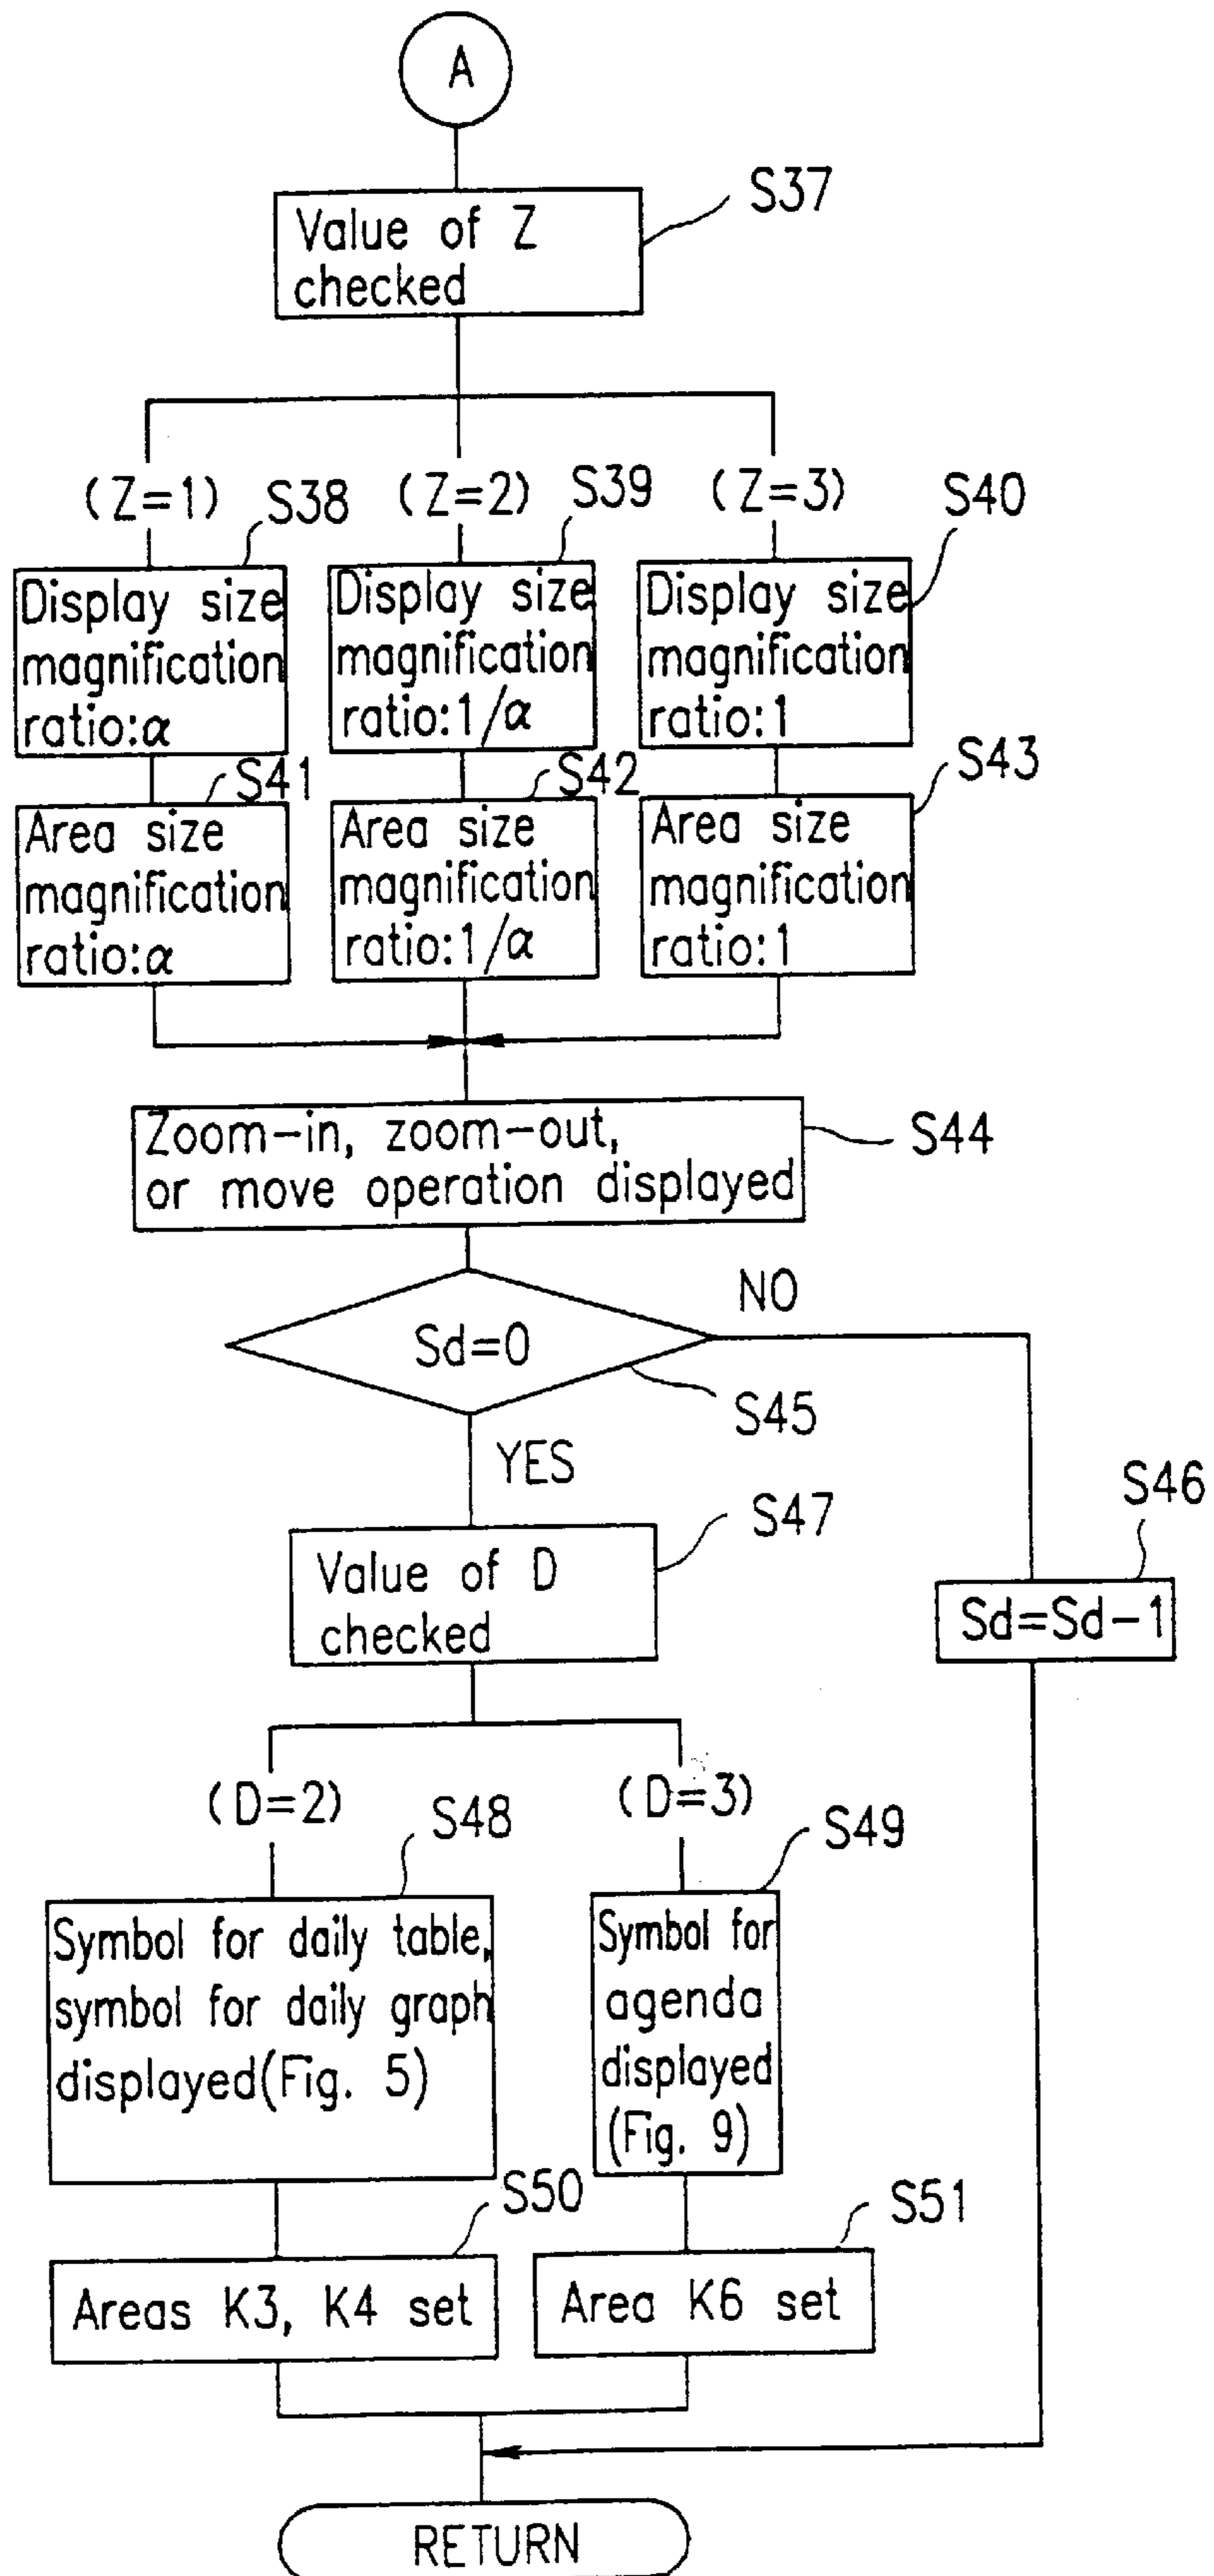 A
S37
Value of Z
checked
(Z=1)
S38
(Z=2)
S39
(Z=3)
S40
Display size
magnification
ratio:α
Display size
magnification
ratio:1/α
Display size
magnification
ratio:1
S41
S42
S43
Area size
magnification
ratio:α
Area size
magnification
ratio:1/α
Area size
magnification
ratio:1
Zoom-in, zoom-out,
or move operation displayed
S44
Sd=0
NO
S45
YES
S46
S47
Value of D
checked
Sd=Sd-1
(D=2)
S48
(D=3)
S49
Symbol for daily table,
symbol for daily graph
displayed(Fig. 5)
Symbol for
agenda
displayed
(Fig. 9)
S50
S51
Areas K3, K4 set
Area K6 set
RETURN